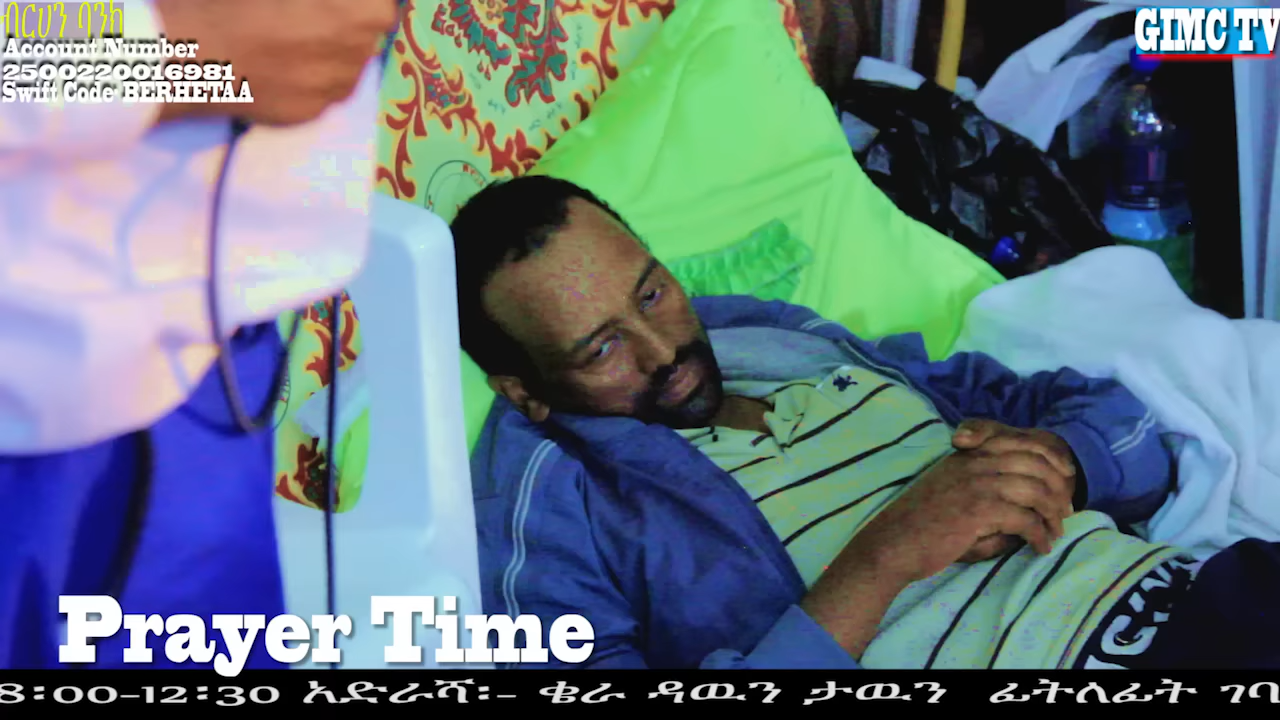 ብርሀን ባንክ
Account Number
2500220016981
Swift Code BERHETAA
GIMC TV
Prayer Time
8፡00-12፡30 አድራሻ፡- ቄራ ዳዉን ታዉን ፊትለፊት ገባ